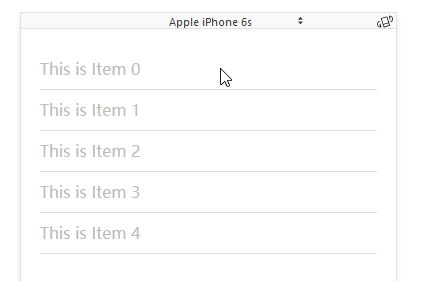 Apple iPhone 6s
This is Item 0
This is Item 1
This is Item 2
This is Item 3
This is Item 4